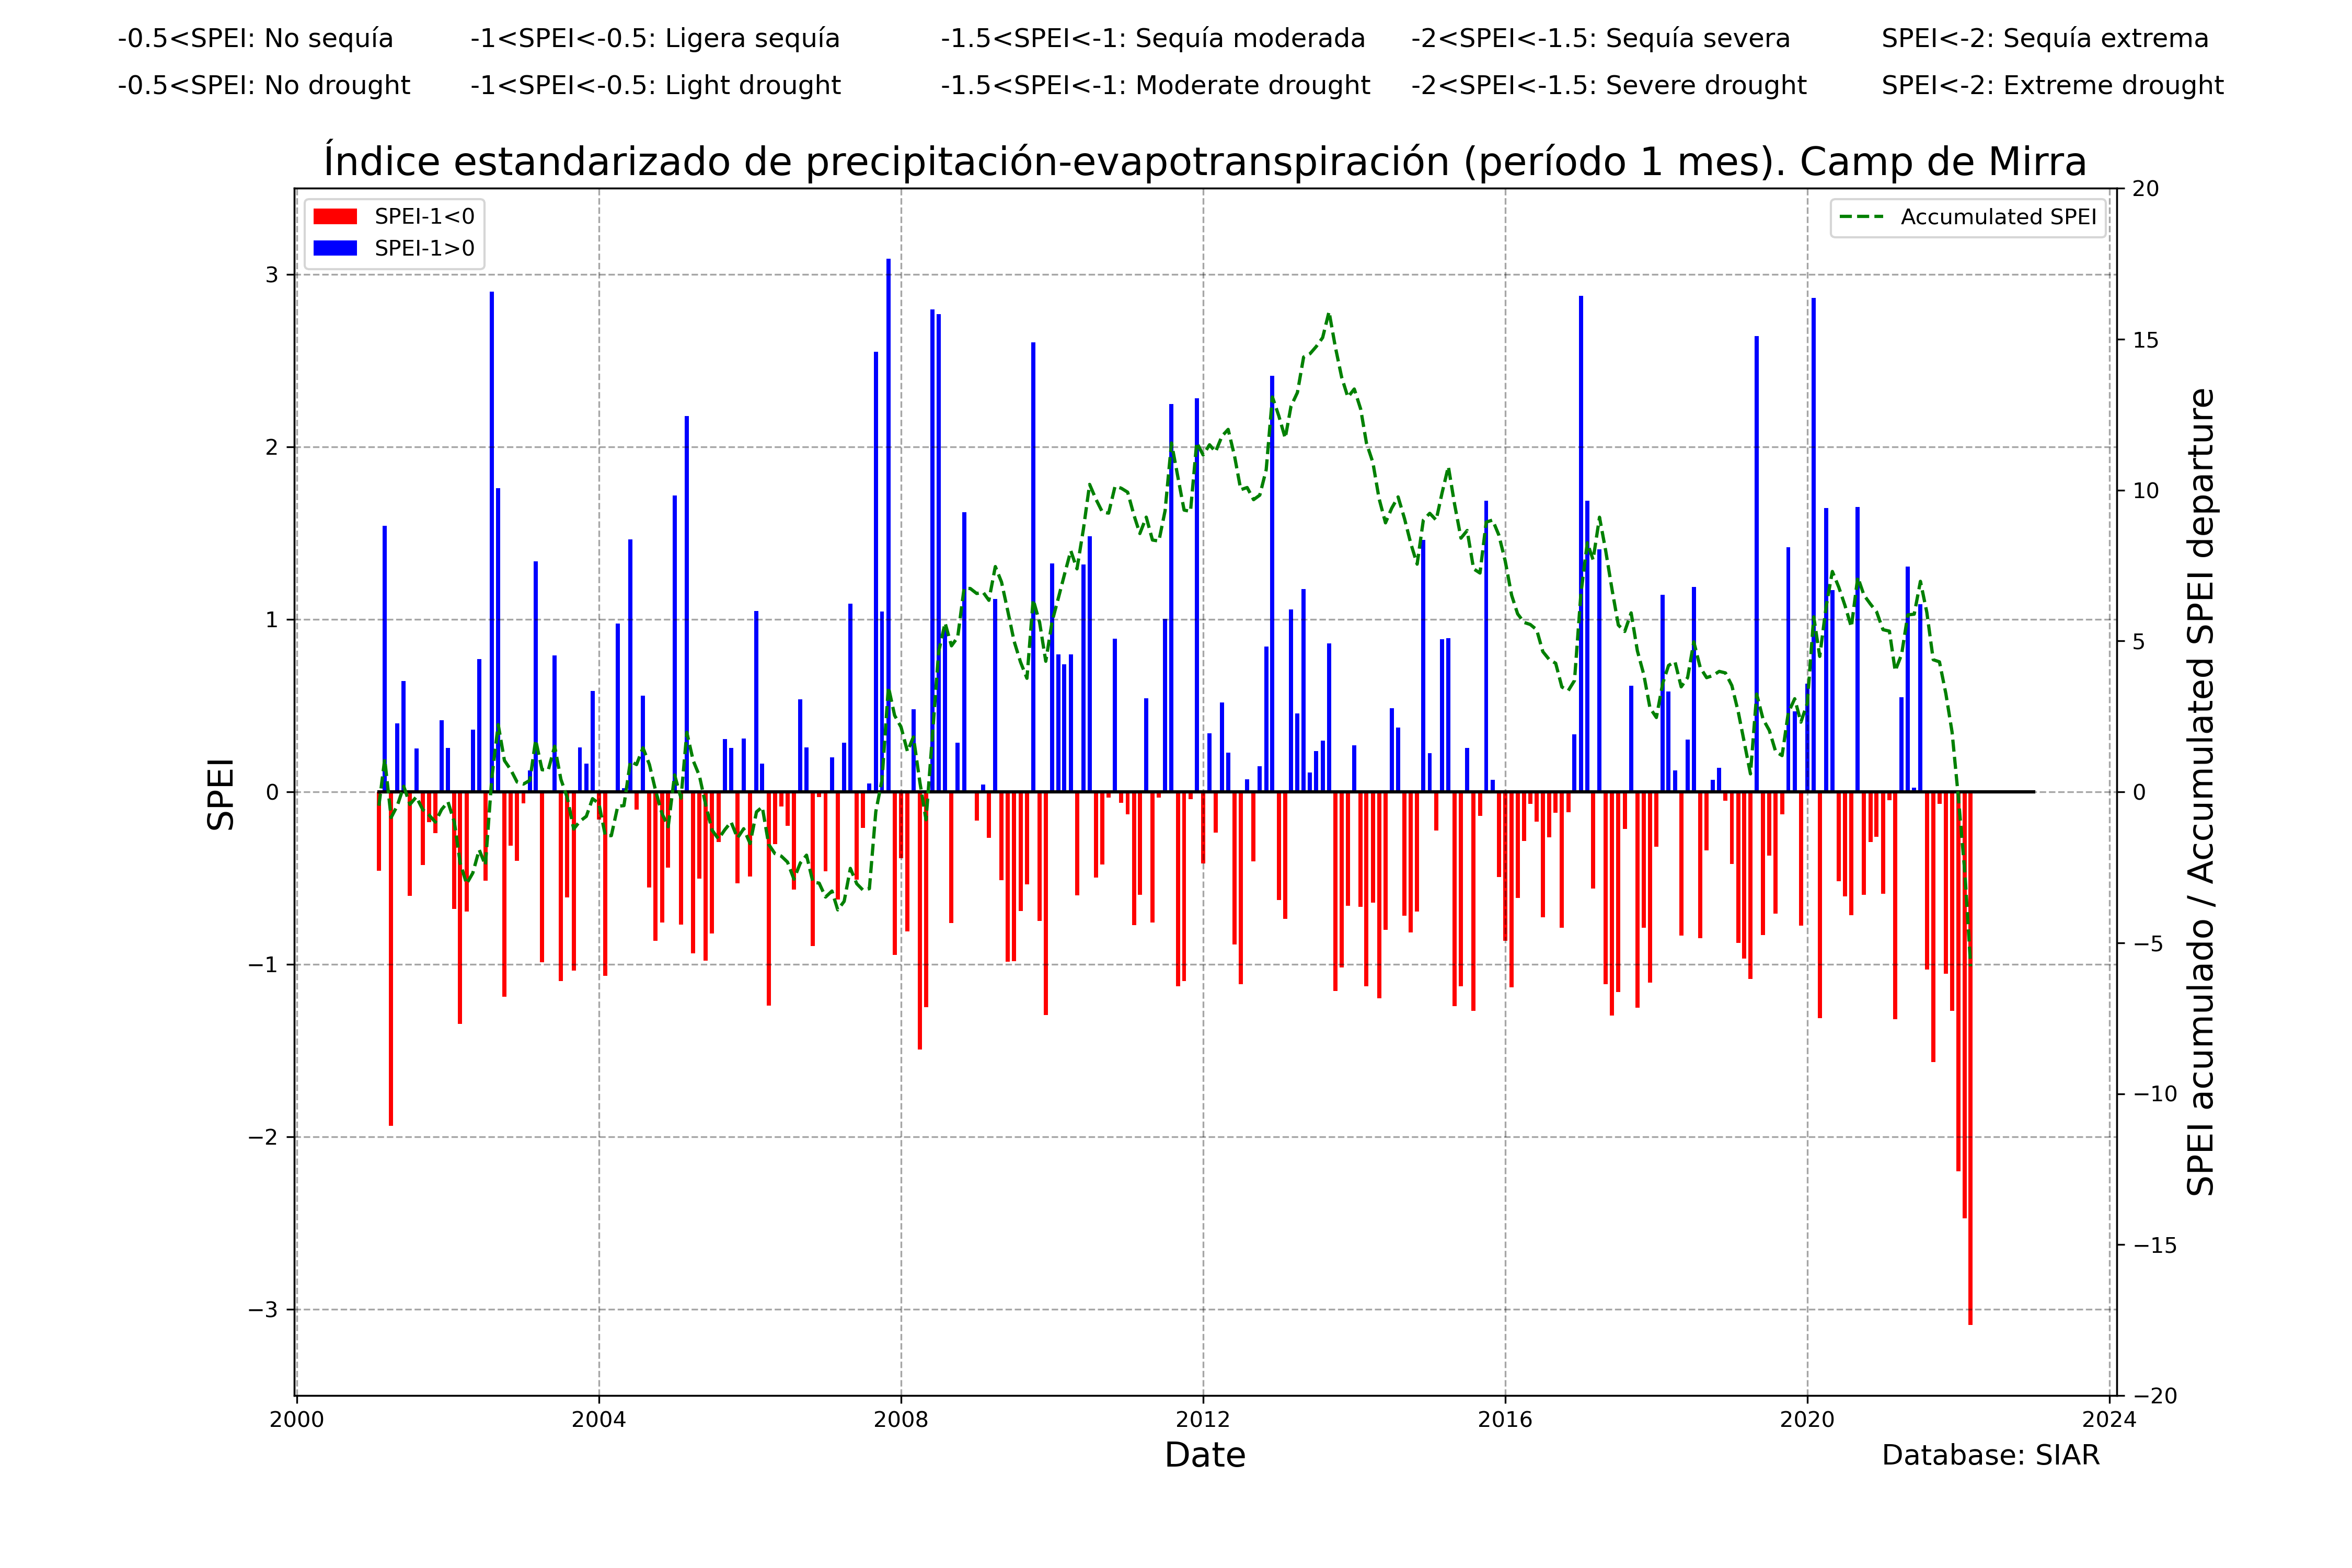 -0.5<SPEI: No sequía -1<SPEI<-0.5: Ligera sequía -1.5<SPEI<-1: Sequía moderada -2<SPEI<-1.5: Sequía severa SPEI<-2: Sequía extrema
-0.5<SPEI: No drought -1<SPEI<-0.5: Light drought -1.5<SPEI<-1: Moderate drought -2<SPEI<-1.5: Severe drought SPEI<-2: Extreme drought
Índice estandarizado de precipitación-evapotranspiración (período 1 mes). Camp de Mirra
SPEI-1<0
SPEI-1>0
Accumulated SPEI
SPEI
3
2
1
0
−1
−2
−3
20
15
10
5
0
−5
−10
−15
−20
SPEI acumulado / Accumulated SPEI departure
2000 2004 2008 2012 2016 2020 2024
Date
Database: SIAR